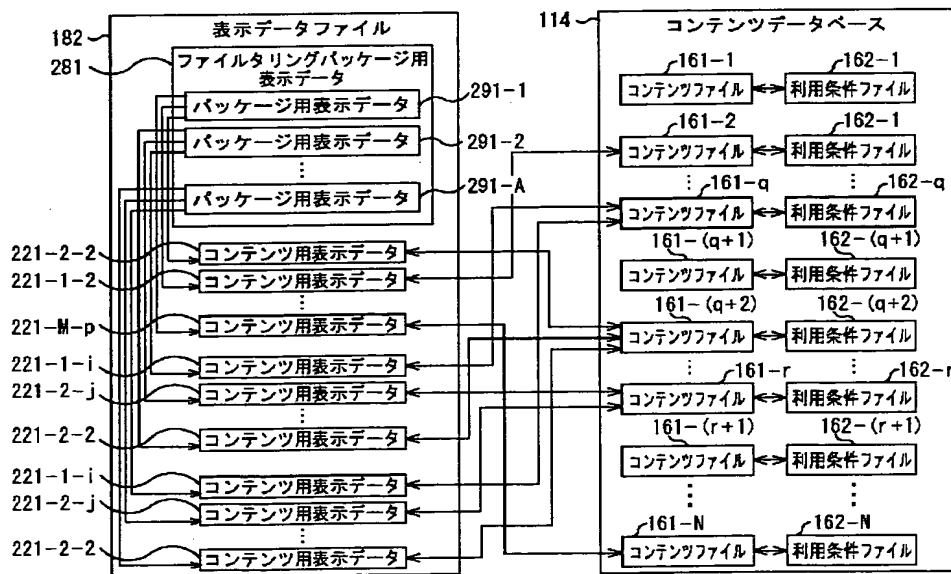 182
表示データファイル
281
ファイルタリングパッケージ用
表示データ
パッケージ用表示データ
291-1
パッケージ用表示データ
291-2
⋮
パッケージ用表示データ
291-A
221-2-2
コンテンツ用表示データ
221-1-2
コンテンツ用表示データ
⋮
221-M-p
コンテンツ用表示データ
221-1-i
コンテンツ用表示データ
221-2-j
コンテンツ用表示データ
⋮
221-2-2
コンテンツ用表示データ
221-1-i
コンテンツ用表示データ
221-2-j
コンテンツ用表示データ
⋮
221-2-2
コンテンツ用表示データ
114
コンテンツデータベース
161-1 162-1
コンテンツファイル 利用条件ファイル
161-2 162-1
コンテンツファイル 利用条件ファイル
⋮ ⋮
161-q 162-q
コンテンツファイル 利用条件ファイル
161-(q+1) 162-(q+1)
コンテンツファイル 利用条件ファイル
161-(q+2) 162-(q+2)
コンテンツファイル 利用条件ファイル
⋮ ⋮
161-r 162-r
コンテンツファイル 利用条件ファイル
161-(r+1) 162-(r+1)
コンテンツファイル 利用条件ファイル
⋮ ⋮
161-N 162-N
コンテンツファイル 利用条件ファイル